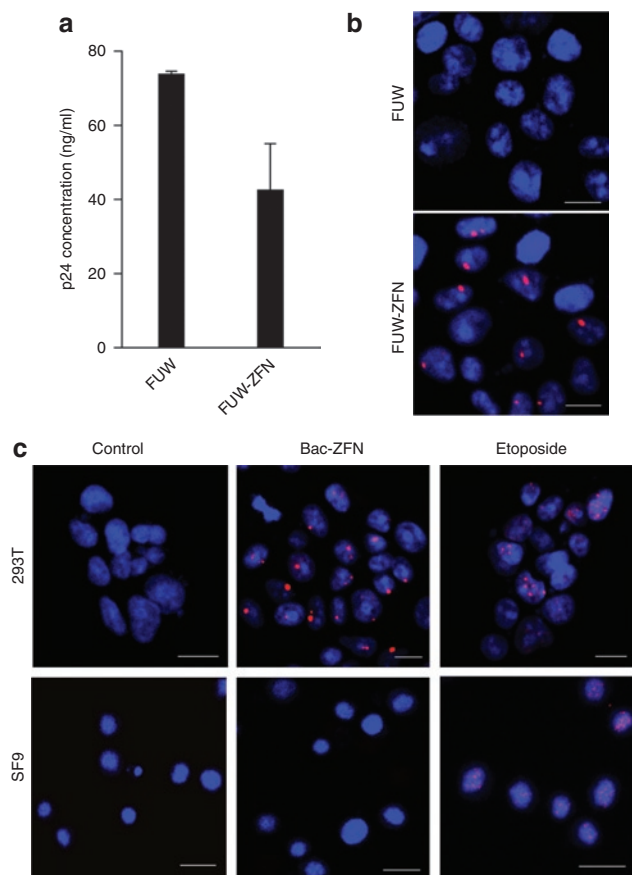 a
80
60
40
20
0
p24 concentration (ng/ml)
FUW
FUW-ZFN
b
FUW
FUW-ZFN
c
Control
Bac-ZFN
Etoposide
293T
SF9